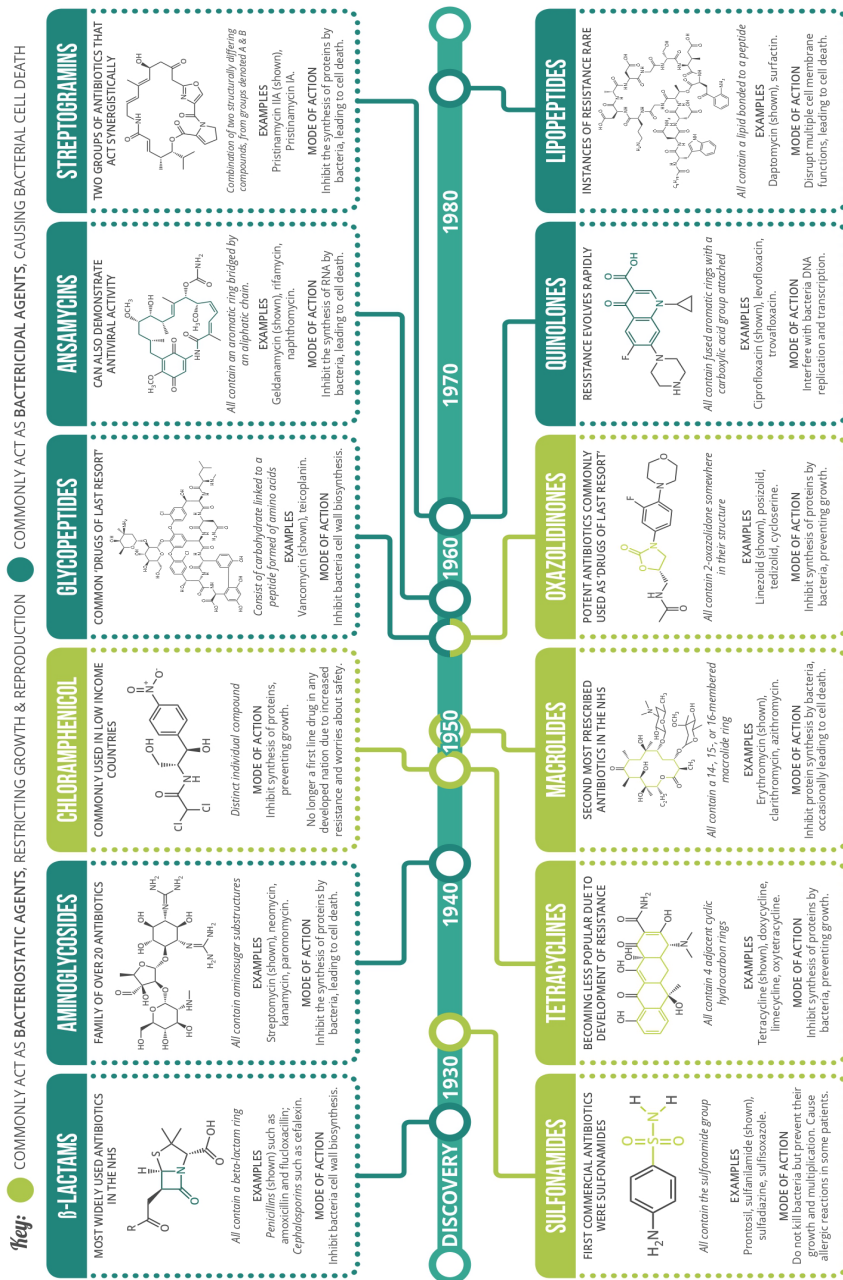 Key: COMMONLY ACT AS BACTERIOSTATIC AGENTS, RESTRICTING GROWTH & REPRODUCTION
COMMONLY ACT AS BACTERICIDAL AGENTS, CAUSING BACTERIAL CELL DEATH
β-LACTAMS
MOST WIDELY USED ANTIBIOTICS
IN THE NHS
R
O
H
S
N
O
O
OH
All contain a beta-lactam ring
EXAMPLES
Penicillins (shown) such as
amoxicillin and flucloxacillin;
Cephalosporins such as cefalexin.
MODE OF ACTION
Inhibit bacteria cell wall biosynthesis.
AMINOGLYCOSIDES
FAMILY OF OVER 20 ANTIBIOTICS
All contain aminosugar substructures
EXAMPLES
Streptomycin (shown), neomycin,
kanamycin, paromomycin.
MODE OF ACTION
Inhibit the synthesis of proteins by
bacteria, leading to cell death.
CHLORAMPHENICOL
COMMONLY USED IN LOW INCOME
COUNTRIES
Cl
Cl
O
N
H
OH
OH
N+
O
O-
Distinct individual compound
MODE OF ACTION
Inhibit synthesis of proteins,
preventing growth.
No longer a first line drug in any
developed nation due to increased
resistance and worries about safety.
GLYCOPEPTIDES
COMMON 'DRUGS OF LAST RESORT'
Consist of carbohydrate linked to a
peptide formed of amino acids
EXAMPLES
Vancomycin (shown), teicoplanin.
MODE OF ACTION
Inhibit bacteria cell wall biosynthesis.
ANSAMYCINS
CAN ALSO DEMONSTRATE
ANTIVIRAL ACTIVITY
All contain an aromatic ring bridged by
an aliphatic chain.
EXAMPLES
Geldanamycin (shown), rifamycin,
naphthomycin.
MODE OF ACTION
Inhibit the synthesis of RNA by
bacteria, leading to cell death.
STREPTOGRAMINS
TWO GROUPS OF ANTIBIOTICS THAT
ACT SYNERGISTICALLY
Combination of two structurally differing
compounds, from groups denoted A & B
EXAMPLES
Pristinamycin IIA (shown),
Pristinamycin IA.
MODE OF ACTION
Inhibit the synthesis of proteins by
bacteria, leading to cell death.
DISCOVERY
1930
1940
1950
1960
1970
1980
SULFONAMIDES
FIRST COMMERCIAL ANTIBIOTICS
WERE SULFONAMIDES
H2N
O
S
O
N
H
H
All contain the sulfonamide group
EXAMPLES
Prontosil, sulfanilamide (shown),
sulfadiazine, sulfisoxazole.
MODE OF ACTION
Do not kill bacteria but prevent their
growth and multiplication. Cause
allergic reactions in some patients.
TETRACYCLINES
BECOMING LESS POPULAR DUE TO
DEVELOPMENT OF RESISTANCE
All contain 4 adjacent cyclic
hydrocarbon rings
EXAMPLES
Tetracycline (shown), doxycycline,
limecycline, oxytetracycline.
MODE OF ACTION
Inhibit synthesis of proteins by
bacteria, preventing growth.
MACROLIDES
SECOND MOST PRESCRIBED
ANTIBIOTICS IN THE NHS
All contain a 14-, 15-, or 16-membered
macrolide ring
EXAMPLES
Erythromycin (shown),
clarithromycin, azithromycin.
MODE OF ACTION
Inhibit protein synthesis by bacteria,
occasionally leading to cell death.
OXAZOLIDINONES
POTENT ANTIBIOTICS COMMONLY
USED AS 'DRUGS OF LAST RESORT'
O
N
H
O
O
N
F
N
O
All contain 2-oxazolidone somewhere
in their structure
EXAMPLES
Linezolid (shown), posizolid,
tedizolid, cycloserine.
MODE OF ACTION
Inhibit synthesis of proteins by
bacteria, preventing growth.
QUINOLONES
RESISTANCE EVOLVES RAPIDLY
F
HN
N
N
O
O
OH
All contain fused aromatic rings with a
carboxylic acid group attached
EXAMPLES
Ciprofloxacin (shown), levofloxacin,
trovafloxacin.
MODE OF ACTION
Interfere with bacteria DNA
replication and transcription.
LIPOPEPTIDES
INSTANCES OF RESISTANCE RARE
All contain a lipid bonded to a peptide
EXAMPLES
Daptomycin (shown), surfactin.
MODE OF ACTION
Disrupt multiple cell membrane
functions, leading to cell death.